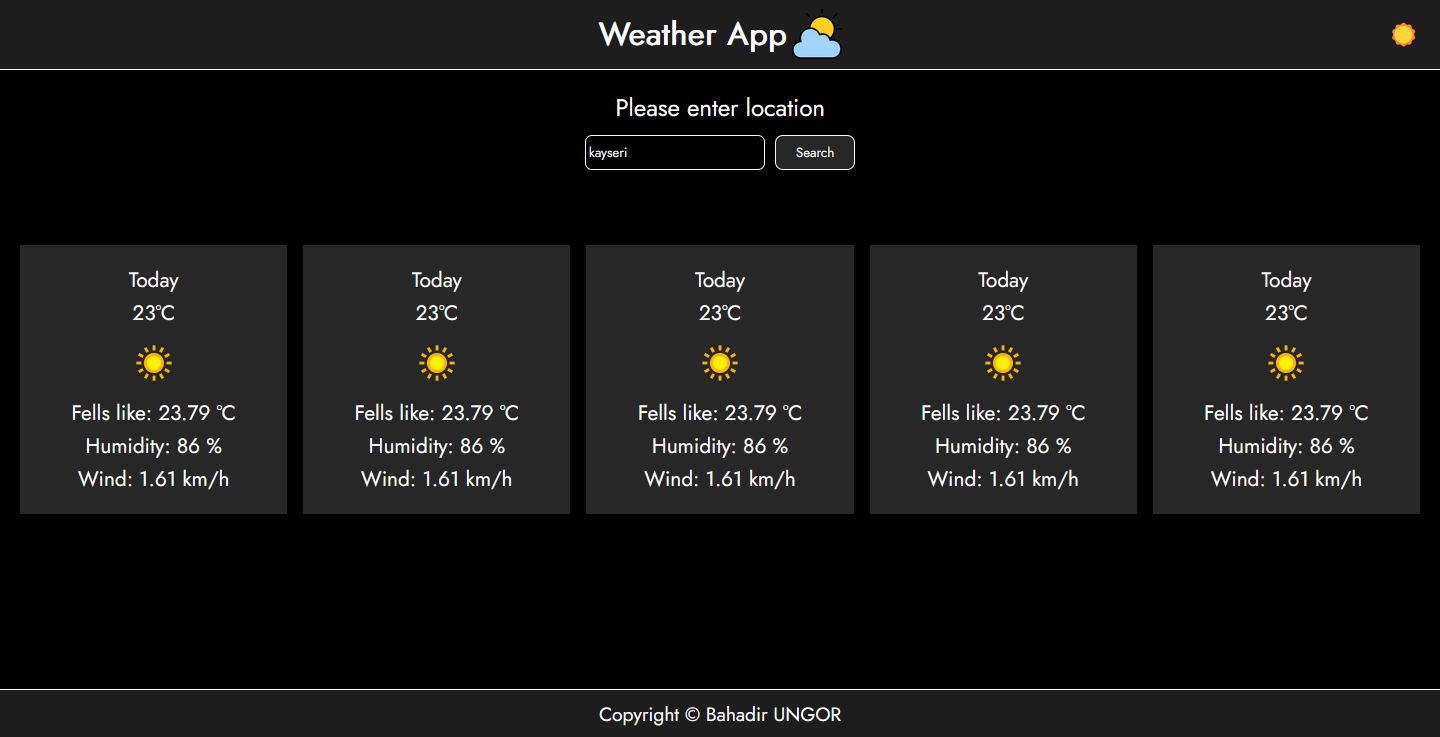 Weather App
Please enter location
kayseri
Search
Today
23°C
Fells like: 23.79 °C
Humidity: 86 %
Wind: 1.61 km/h
Today
23°C
Fells like: 23.79 °C
Humidity: 86 %
Wind: 1.61 km/h
Today
23°C
Fells like: 23.79 °C
Humidity: 86 %
Wind: 1.61 km/h
Today
23°C
Fells like: 23.79 °C
Humidity: 86 %
Wind: 1.61 km/h
Today
23°C
Fells like: 23.79 °C
Humidity: 86 %
Wind: 1.61 km/h
Copyright © Bahadir UNGOR